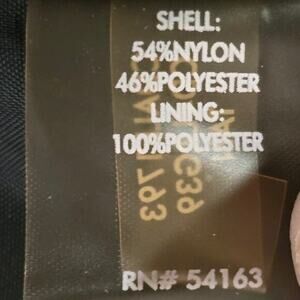 SHELL:
54%NYLON
46%POLYESTER
LINING:
100%POLYESTER
RN# 54163